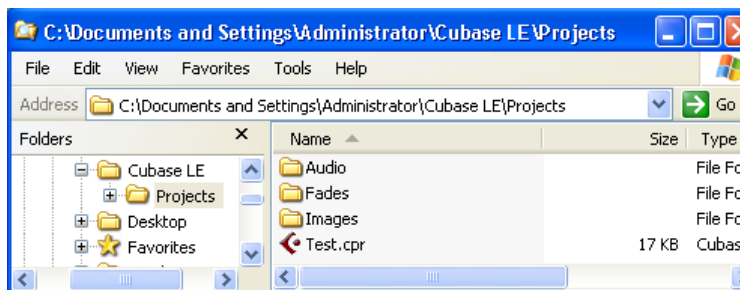 C:\Documents and Settings\Administrator\Cubase LE\Projects
File Edit View Favorites Tools Help
Address C:\Documents and Settings\Administrator\Cubase LE\Projects Go
Folders Name Size Type
Cubase LE
Projects
Desktop
Favorites
Audio File Fo
Fades File Fo
Images File Fo
Test.cpr 17 KB Cubas